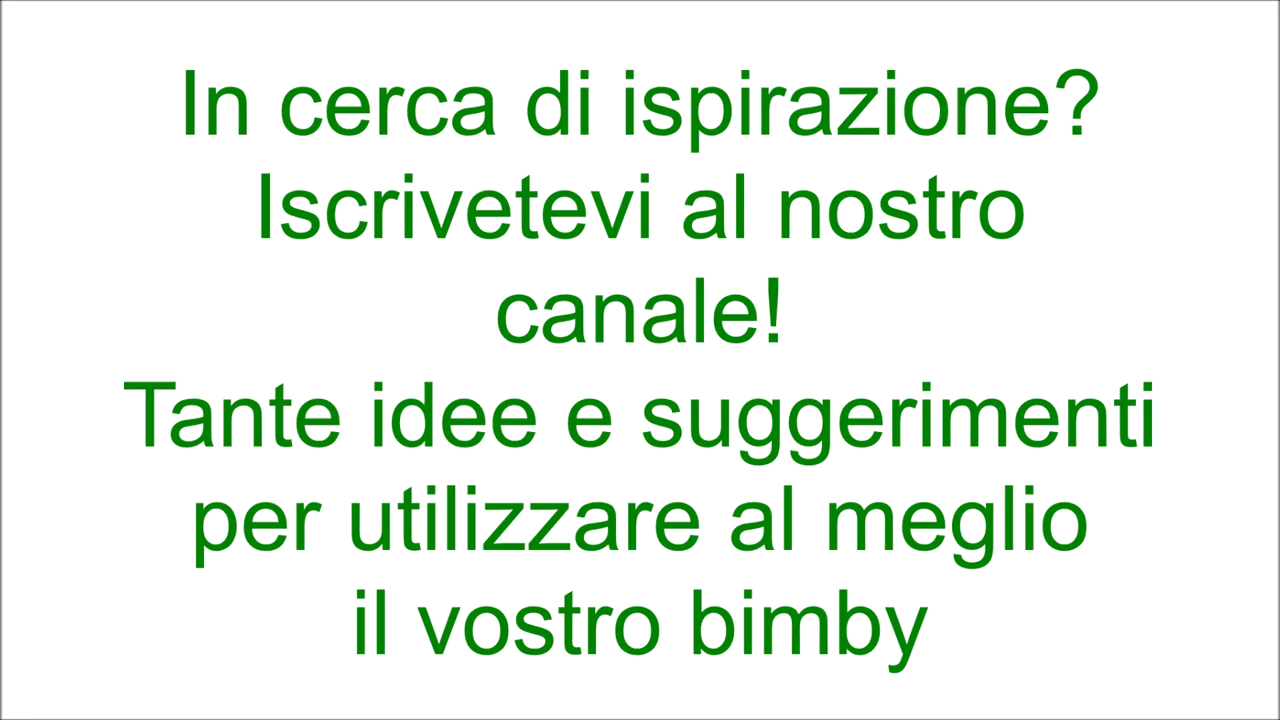 In cerca di ispirazione?
Iscrivetevi al nostro
canale!
Tante idee e suggerimenti
per utilizzare al meglio
il vostro bimby